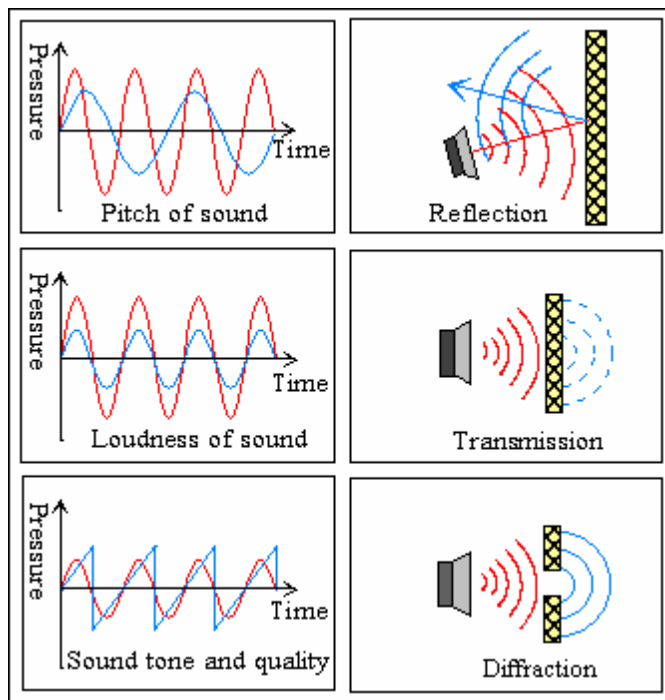 Pressure
Time
Pitch of sound
Reflection
Pressure
Time
Loudness of sound
Transmission
Pressure
Time
Sound tone and quality
Diffraction